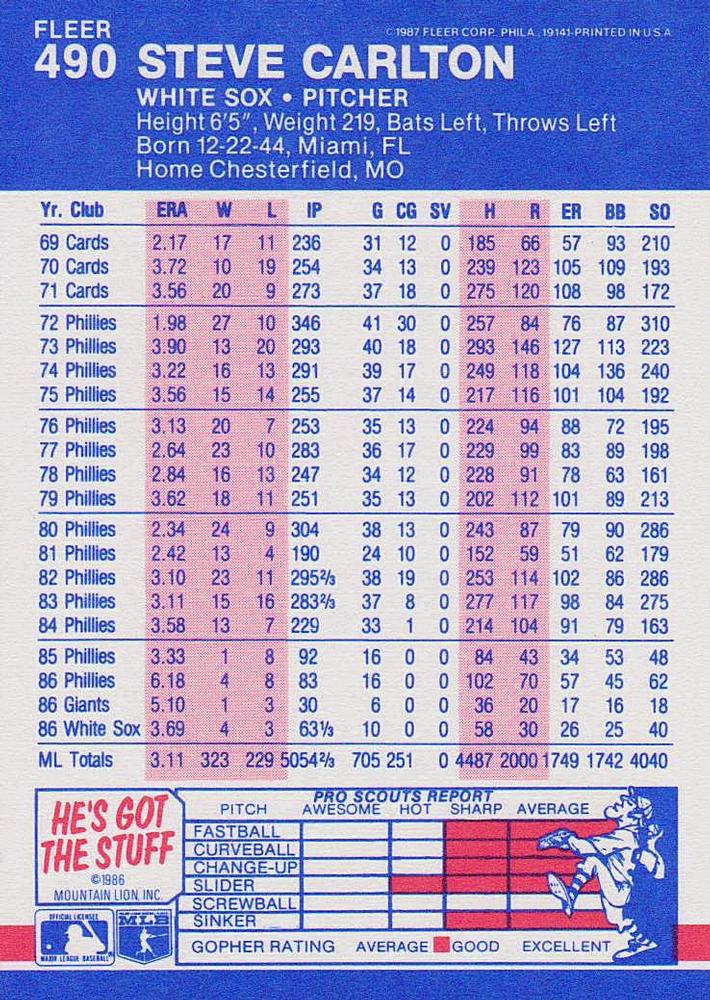 FLEER © 1987 FLEER CORP. PHILA., 19141-PRINTED IN U S A
490 STEVE CARLTON
WHITE SOX • PITCHER
Height 6'5", Weight 219, Bats Left, Throws Left
Born 12-22-44, Miami, FL
Home Chesterfield, MO
Yr. Club ERA W L IP G CG SV H R ER BB SO
69 Cards 2.17 17 11 236 31 12 0 185 66 57 93 210
70 Cards 3.72 10 19 254 34 13 0 239 123 105 109 193
71 Cards 3.56 20 9 273 37 18 0 275 120 108 98 172
72 Phillies 1.98 27 10 346 41 30 0 257 84 76 87 310
73 Phillies 3.90 13 20 293 40 18 0 293 146 127 113 223
74 Phillies 3.22 16 13 291 39 17 0 249 118 104 136 240
75 Phillies 3.56 15 14 255 37 14 0 217 116 101 104 192
76 Phillies 3.13 20 7 253 35 13 0 224 94 88 72 195
77 Phillies 2.64 23 10 283 36 17 0 229 99 83 89 198
78 Phillies 2.84 16 13 247 34 12 0 228 91 78 63 161
79 Phillies 3.62 18 11 251 35 13 0 202 112 101 89 213
80 Phillies 2.34 24 9 304 38 13 0 243 87 79 90 286
81 Phillies 2.42 13 4 190 24 10 0 152 59 51 62 179
82 Phillies 3.10 23 11 295⅔ 38 19 0 253 114 102 86 286
83 Phillies 3.11 15 16 283⅔ 37 8 0 277 117 98 84 275
84 Phillies 3.58 13 7 229 33 1 0 214 104 91 79 163
85 Phillies 3.33 1 8 92 16 0 0 84 43 34 53 48
86 Phillies 6.18 4 8 83 16 0 0 102 70 57 45 62
86 Giants 5.10 1 3 30 6 0 0 36 20 17 16 18
86 White Sox 3.69 4 3 63⅓ 10 0 0 58 30 26 25 40
ML Totals 3.11 323 229 5054⅔ 705 251 0 4487 2000 1749 1742 4040
HE'S GOT
THE STUFF
©1986
MOUNTAIN LION, INC.
OFFICIAL LICENSEE
MAJOR LEAGUE BASEBALL
MLB
PRO SCOUTS REPORT
PITCH AWESOME HOT SHARP AVERAGE
FASTBALL
CURVEBALL
CHANGE-UP
SLIDER
SCREWBALL
SINKER
GOPHER RATING AVERAGE GOOD EXCELLENT